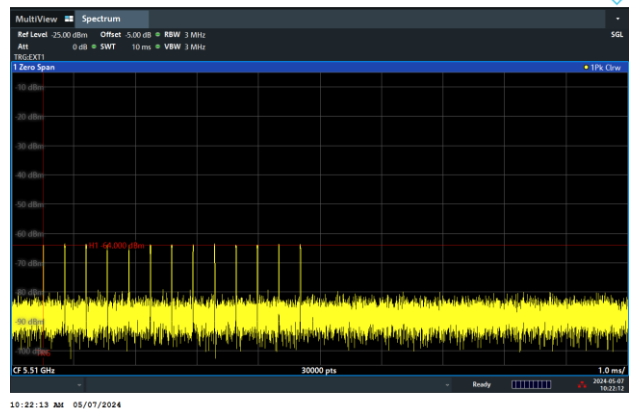 MultiView Spectrum
Ref Level -25.00 dBm Offset -5.00 dB RBW 3 MHz SGL
Att 0 dB SWT 10 ms VBW 3 MHz
TRG:EXT1
1 Zero Span 1Pk Clrw
-10 dBm
-20 dBm
-30 dBm
-40 dBm
-50 dBm
-60 dBm
H1 -64.000 dBm
-70 dBm
-80 dBm
-90 dBm
-100 dBm
CF 5.51 GHz 30000 pts 1.0 ms/
Ready 2024-05-07
10:22:12
10:22:13 AM 05/07/2024